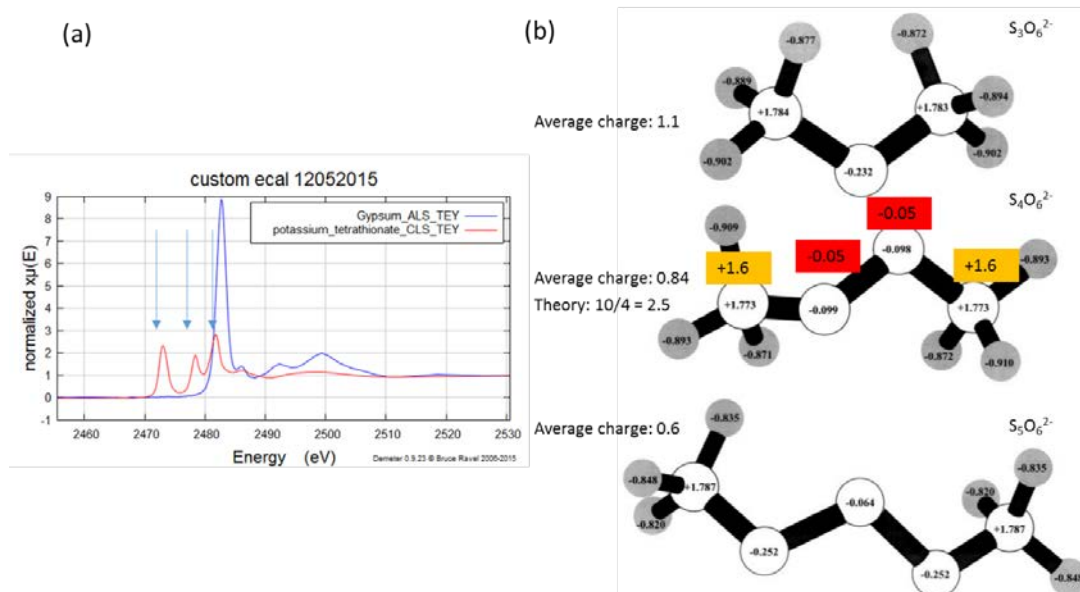 (a)
custom ecal 12052015
normalized xμ(E)
9
8
7
6
5
4
3
2
1
0
-1
Gypsum_ALS_TEY
potassium_tetrathionate_CLS_TEY
2460 2470 2480 2490 2500 2510 2520 2530
Energy (eV)
Demeter 0.9.23 © Bruce Ravel 2006-2015
(b)
S₃O₆²⁻
-0.877 -0.872
-0.889 -0.894
+1.784 +1.783
Average charge: 1.1
-0.902 -0.902
-0.232
S₄O₆²⁻
-0.05
-0.909 -0.098
-0.05
+1.6 +1.6 -0.893
Average charge: 0.84
Theory: 10/4 = 2.5
+1.773 -0.099 +1.773
-0.893 -0.871 -0.872 -0.910
S₅O₆²⁻
Average charge: 0.6
-0.835 -0.835
-0.848 +1.787 -0.064 -0.820
-0.820 +1.787
-0.252 -0.252 -0.848